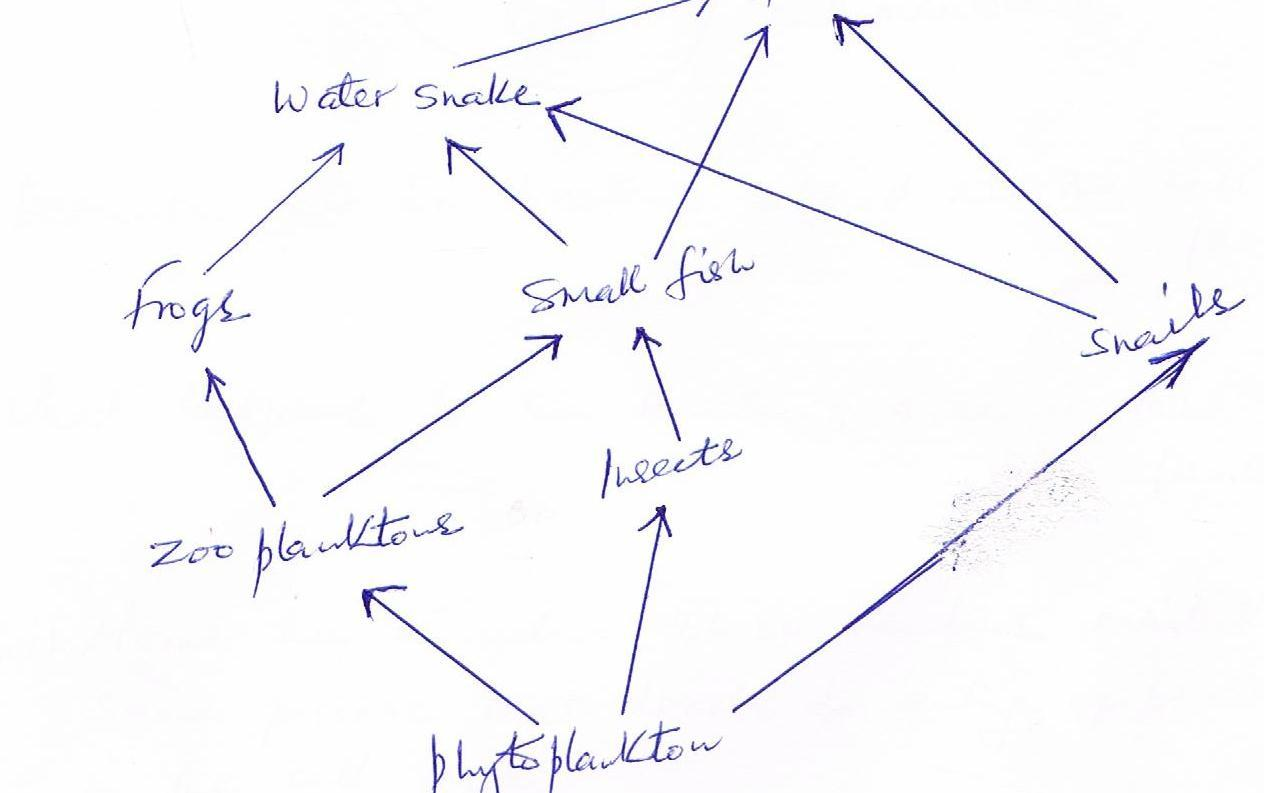 Water snake
Frogs
Small fish
Snails
Insects
Zoo planktons
phytoplankton